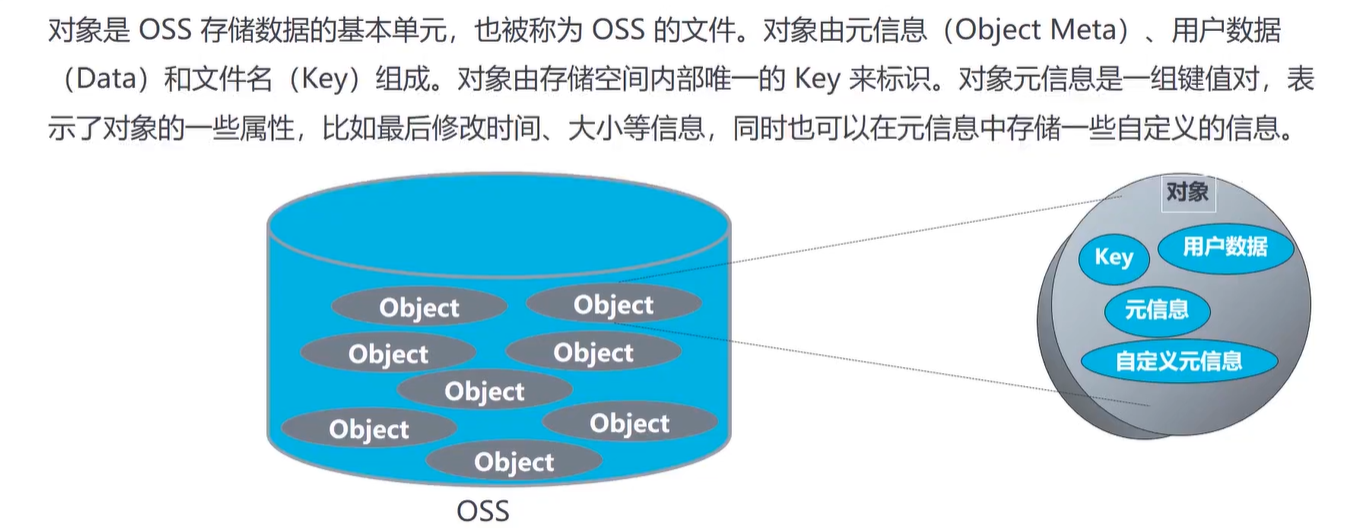 对象是 OSS 存储数据的基本单元，也被称为 OSS 的文件。对象由元信息（Object Meta）、用户数据
（Data）和文件名（Key）组成。对象由存储空间内部唯一的 Key 来标识。对象元信息是一组键值对，表
示了对象的一些属性，比如最后修改时间、大小等信息，同时也可以在元信息中存储一些自定义的信息。
Object
Object
Object
Object
Object
Object
Object
Object
OSS
对象
Key
用户数据
元信息
自定义元信息